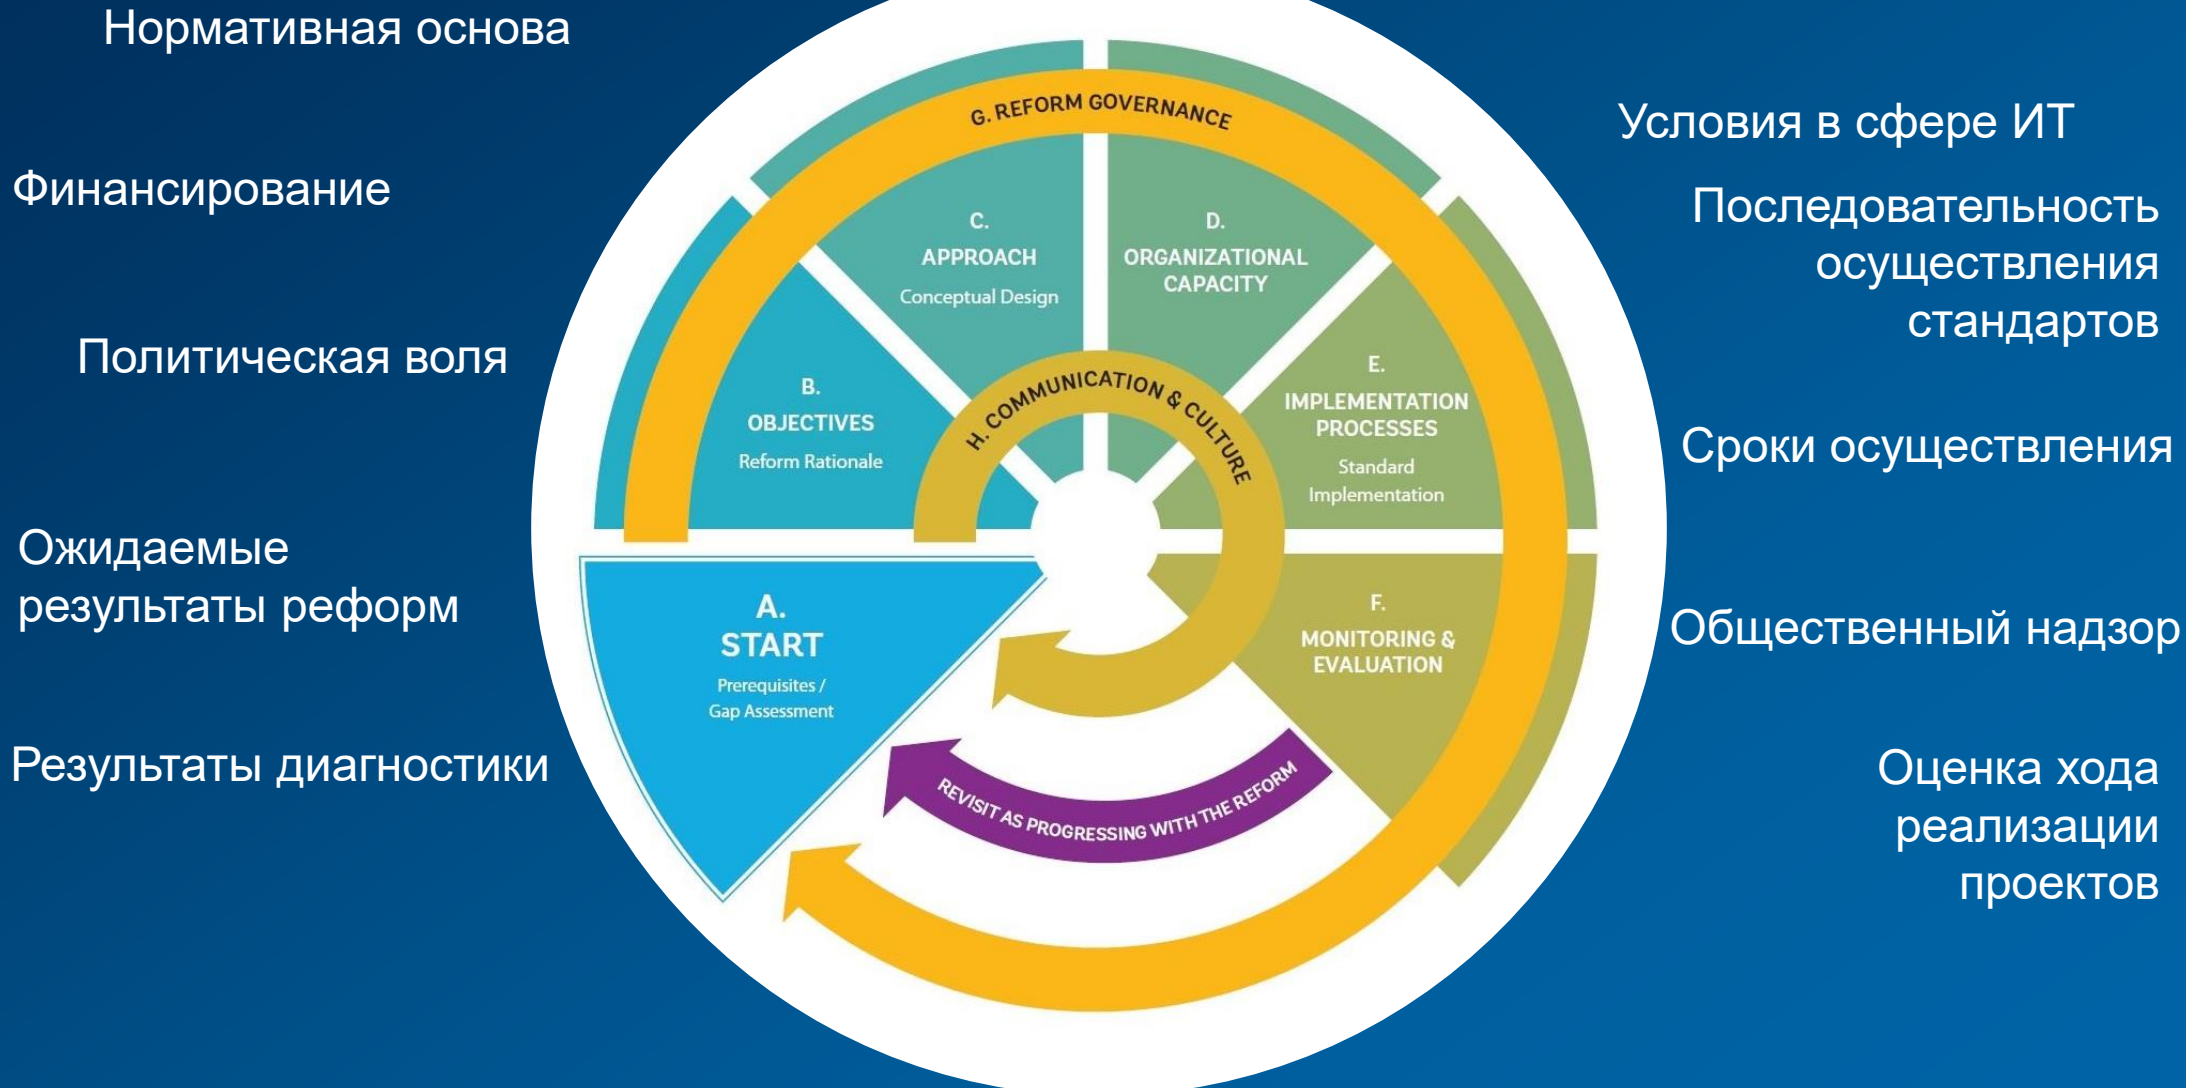 Нормативная основа
Финансирование
Политическая воля
Ожидаемые
результаты реформ
Результаты диагностики
G. REFORM GOVERNANCE
C.
APPROACH
Conceptual Design
D.
ORGANIZATIONAL
CAPACITY
B.
OBJECTIVES
Reform Rationale
H. COMMUNICATION & CULTURE
E.
IMPLEMENTATION
PROCESSES
Standard
Implementation
A.
START
Prerequisites /
Gap Assessment
F.
MONITORING &
EVALUATION
REVISIT AS PROGRESSING WITH THE REFORM
Условия в сфере ИТ
Последовательность
осуществления
стандартов
Сроки осуществления
Общественный надзор
Оценка хода
реализации
проектов